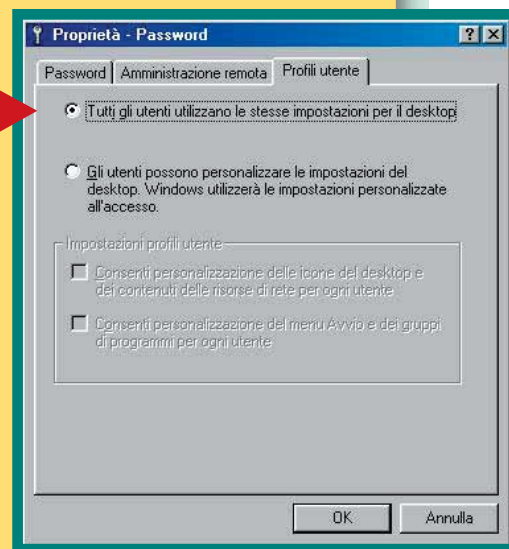 Proprietà - Password
Password Amministrazione remota Profili utente
Tutti gli utenti utilizzano le stesse impostazioni per il desktop
Gli utenti possono personalizzare le impostazioni del
desktop. Windows utilizzerà le impostazioni personalizzate
all'accesso.
Impostazioni profili utente
Consenti personalizzazione delle icone del desktop e
dei contenuti delle risorse di rete per ogni utente
Consenti personalizzazione del menu Avvio e dei gruppi
di programmi per ogni utente
OK Annulla